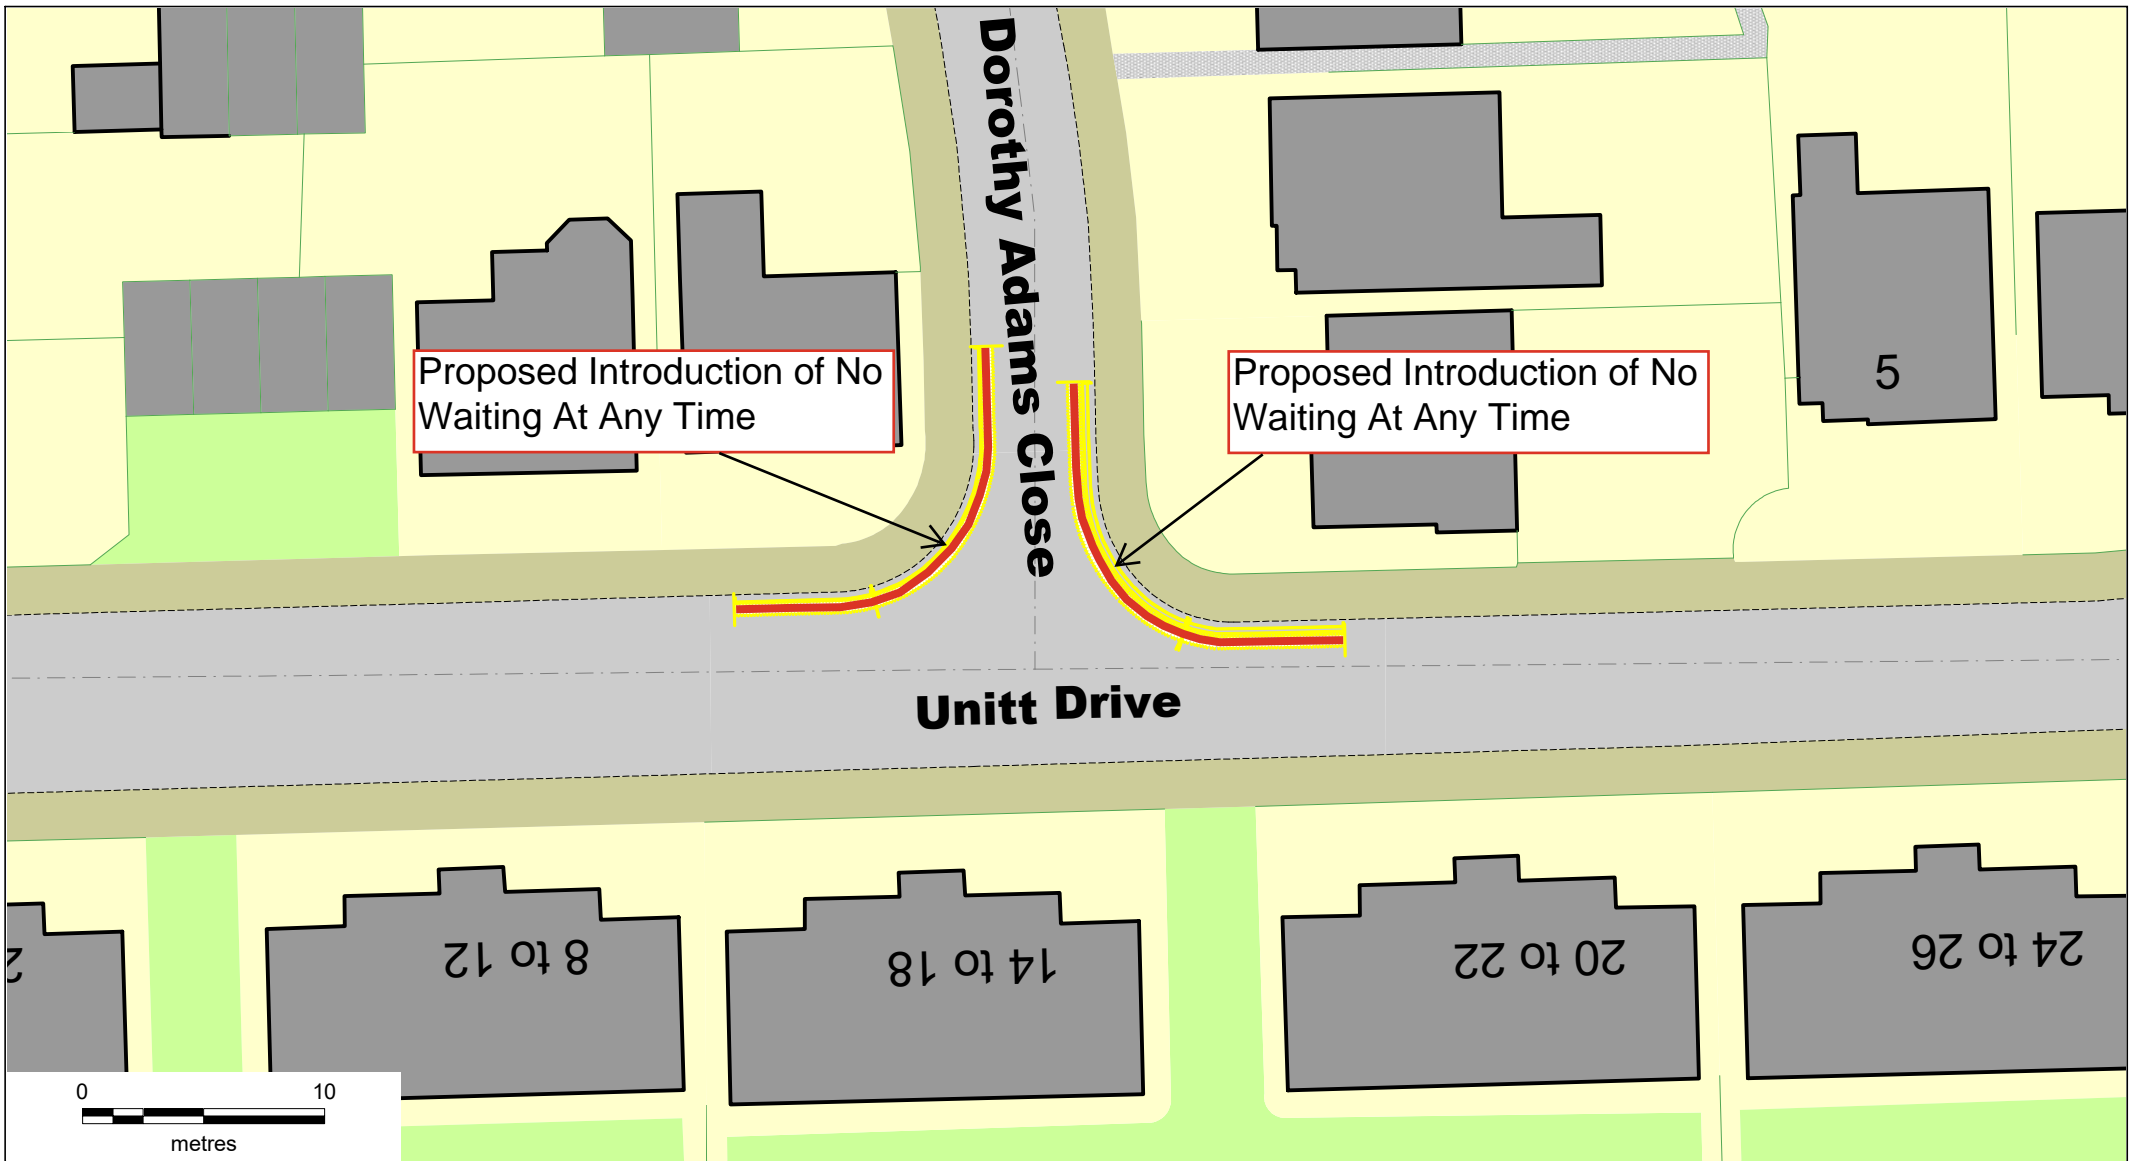 Dorothy Adams Close
Proposed Introduction of No
Waiting At Any Time
Proposed Introduction of No
Waiting At Any Time
5
Unitt Drive
2
8 to 12
14 to 18
20 to 22
24 to 26
0 10
metres